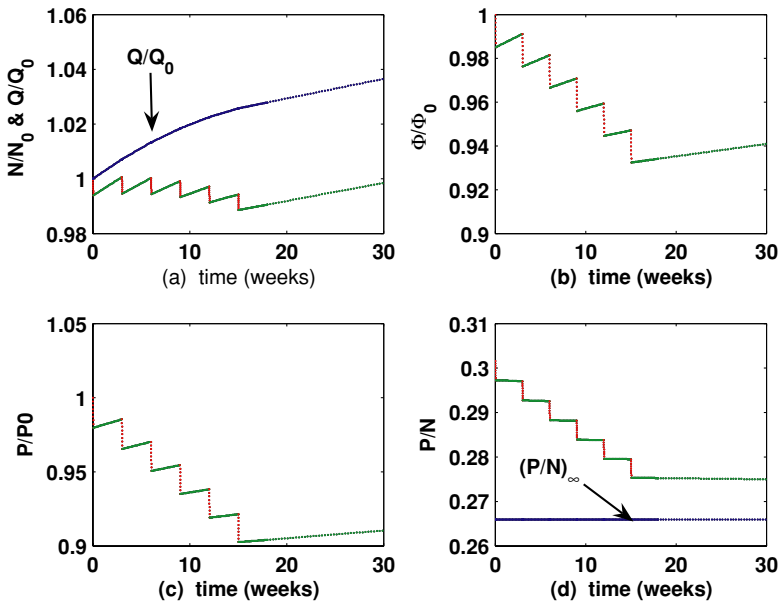 N/N0 & Q/Q0
1.06
1.04
1.02
1
0.98
Q/Q0
0 10 20 30
(a) time (weeks)
Φ/Φ0
1
0.98
0.96
0.94
0.92
0.9
0 10 20 30
(b) time (weeks)
P/P0
1.05
1
0.95
0.9
0 10 20 30
(c) time (weeks)
P/N
0.31
0.3
0.29
0.28
0.27
0.26
(P/N)∞
0 10 20 30
(d) time (weeks)